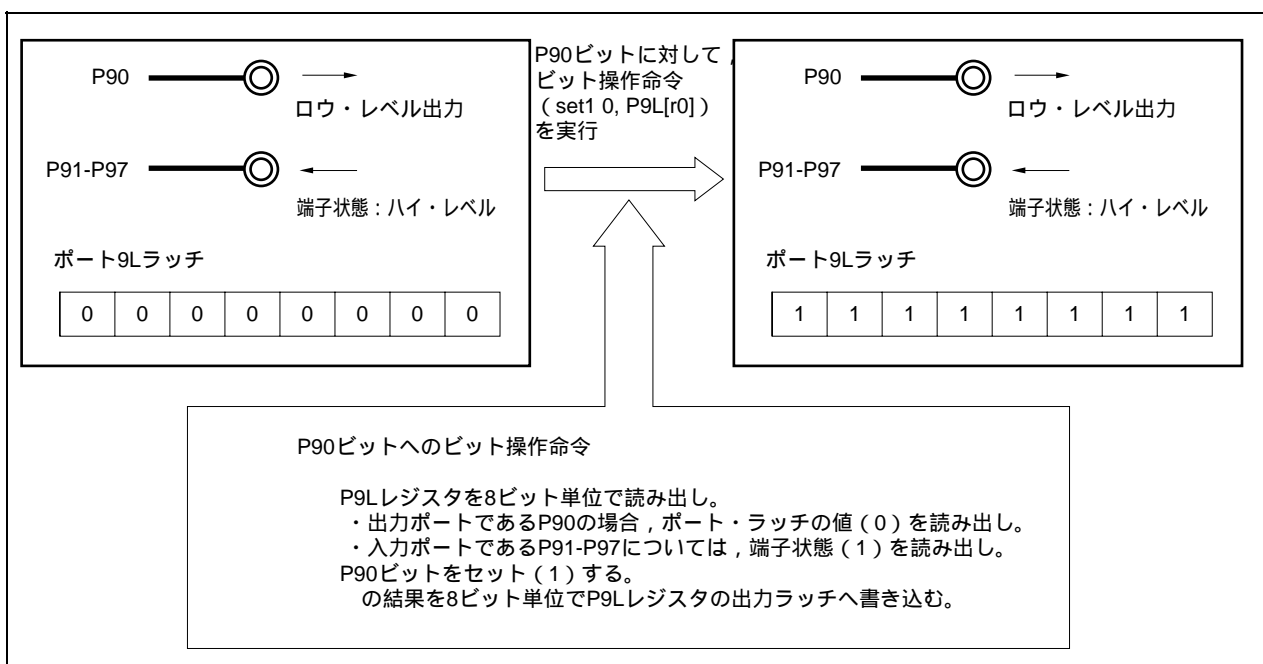 P90
ロウ・レベル出力
P91-P97
端子状態：ハイ・レベル
ポート9Lラッチ
0 0 0 0 0 0 0 0
P90ビットに対して，
ビット操作命令
（set1 0, P9L[r0]）
を実行
P90
ロウ・レベル出力
P91-P97
端子状態：ハイ・レベル
ポート9Lラッチ
1 1 1 1 1 1 1 1
P90ビットへのビット操作命令
P9Lレジスタを8ビット単位で読み出し。
・出力ポートであるP90の場合，ポート・ラッチの値（0）を読み出し。
・入力ポートであるP91-P97については，端子状態（1）を読み出し。
P90ビットをセット（1）する。
の結果を8ビット単位でP9Lレジスタの出力ラッチへ書き込む。